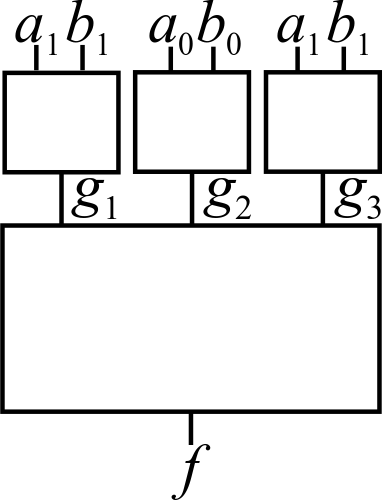 a₁ b₁ a₀ b₀ a₁ b₁
g₁ g₂ g₃
f